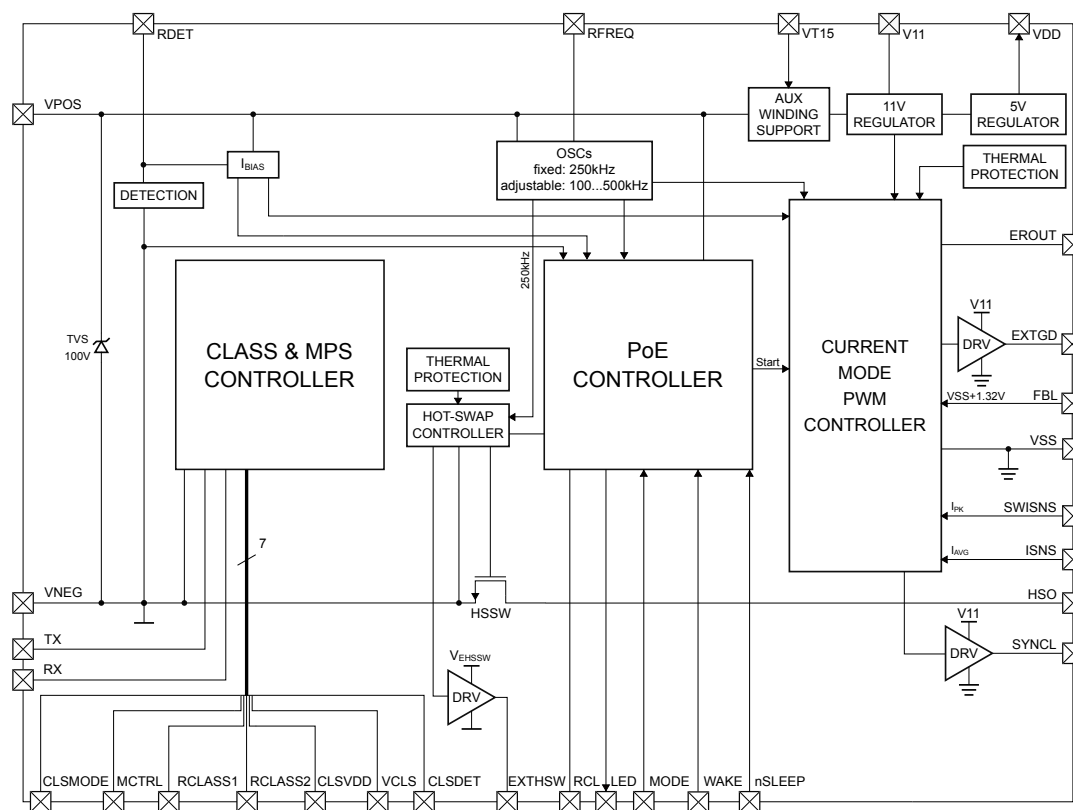 RDET
RFREQ
VT15
V11
VDD
VPOS
AUX
WINDING
SUPPORT
11V
REGULATOR
5V
REGULATOR
IBIAS
OSCs
fixed: 250kHz
adjustable: 100...500kHz
THERMAL
PROTECTION
DETECTION
250kHz
EROUT
TVS
100V
CLASS & MPS
CONTROLLER
THERMAL
PROTECTION
HOT-SWAP
CONTROLLER
PoE
CONTROLLER
Start
CURRENT
MODE
PWM
CONTROLLER
V11
DRV
EXTGD
VSS+1.32V
FBL
VSS
IPK
SWISNS
IAVG
ISNS
7
VNEG
HSSW
HSO
TX
RX
VEHSSW
DRV
V11
DRV
SYNCL
CLSMODE
MCTRL
RCLASS1
RCLASS2
CLSVDD
VCLS
CLSDET
EXTHSW
RCL
LED
MODE
WAKE
nSLEEP